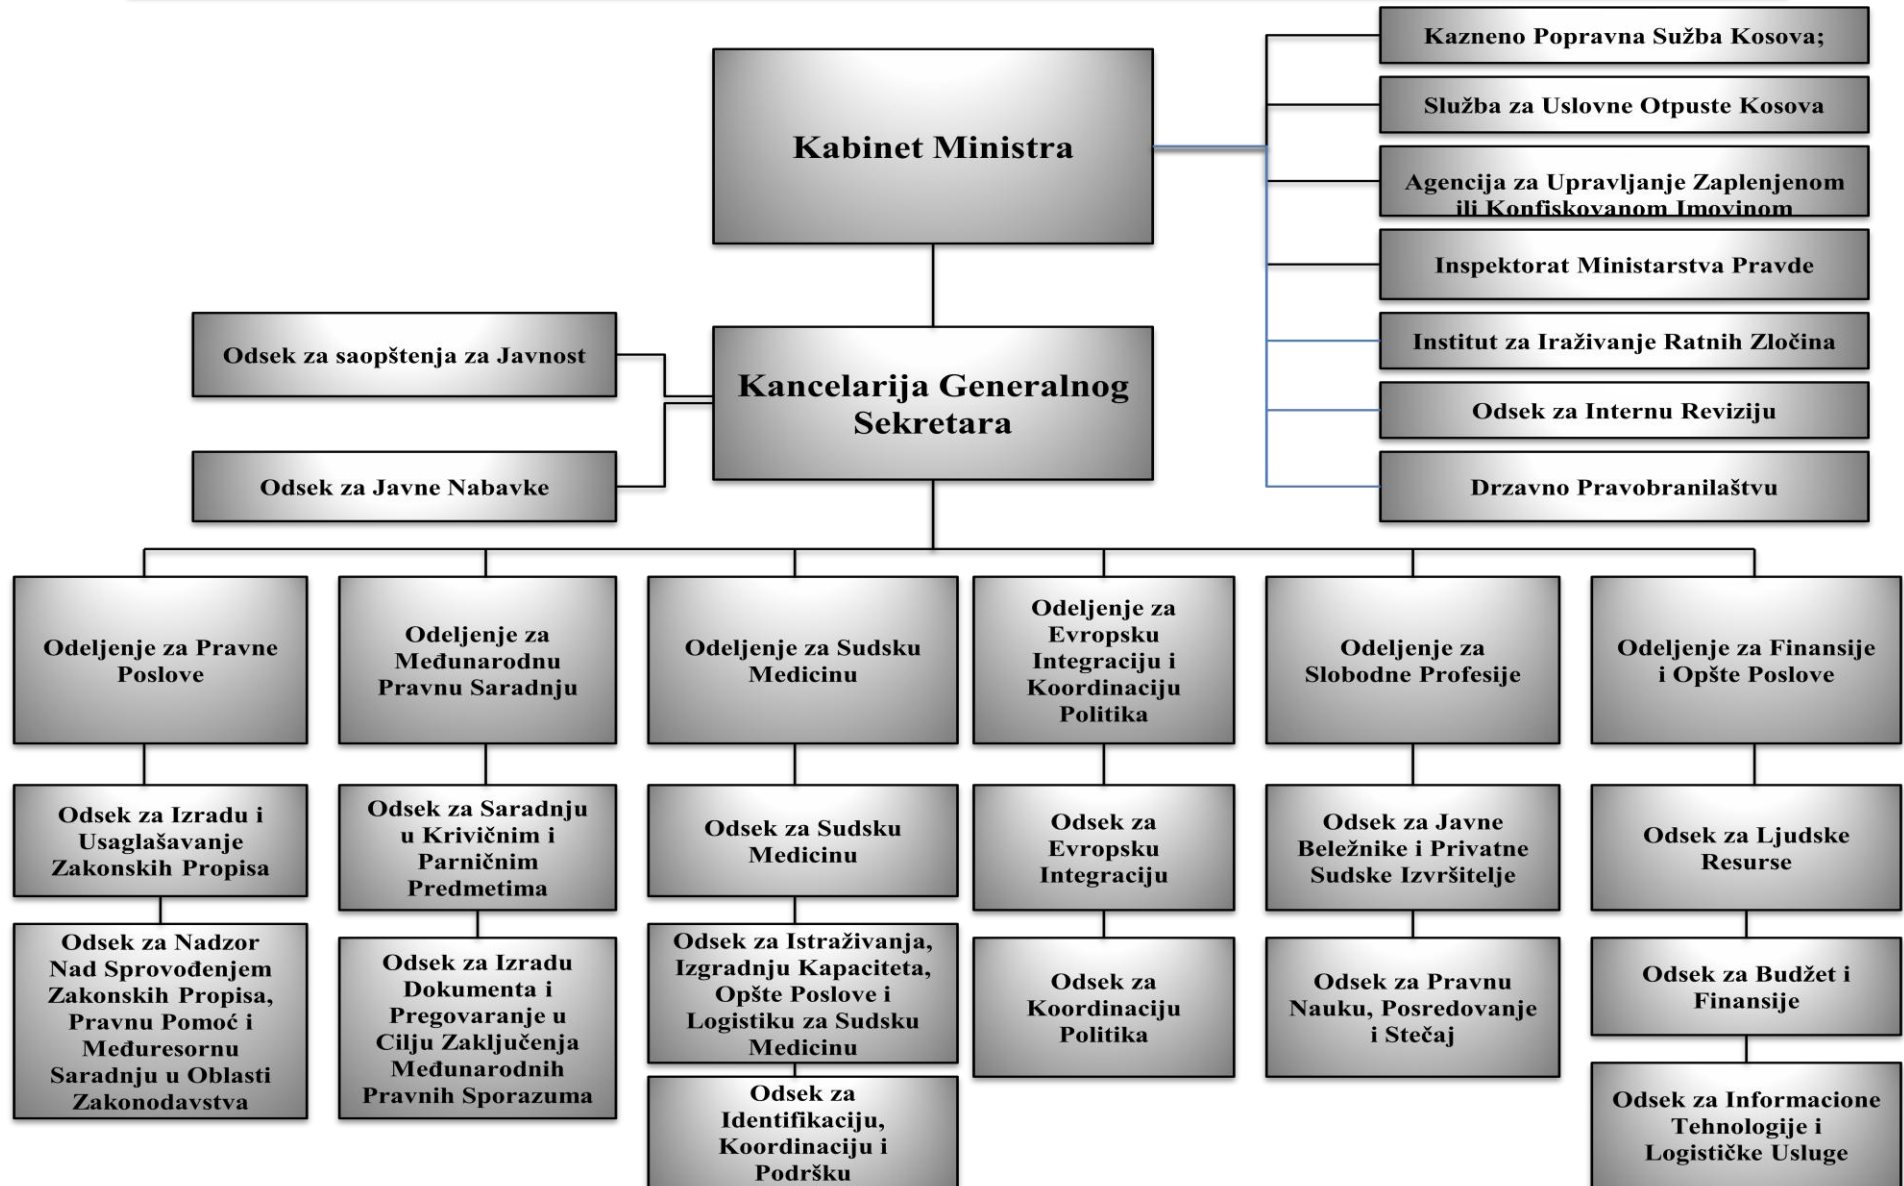 Kazneno Popravna Sužba Kosova;
Služba za Uslovne Otpuste Kosova
Agencija za Upravljanje Zaplenjenom
ili Konfiskovanom Imovinom
Inspektorat Ministarstva Pravde
Institut za Iraživanje Ratnih Zločina
Odsek za Internu Reviziju
Drzavno Pravobranilaštvu
Kabinet Ministra
Odsek za saopštenja za Javnost
Kancelarija Generalnog
Sekretara
Odsek za Javne Nabavke
Odeljenje za Pravne
Poslove
Odeljenje za
Međunarodnu
Pravnu Saradnju
Odeljenje za Sudsku
Medicinu
Odeljenje za
Evropsku
Integraciju i
Koordinaciju
Politika
Odeljenje za
Slobodne Profesije
Odeljenje za Finansije
i Opšte Poslove
Odsek za Izradu i
Usaglašavanje
Zakonskih Propisa
Odsek za Saradnju
u Krivičnim i
Parničnim
Predmetima
Odsek za Sudsku
Medicinu
Odsek za
Evropsku
Integraciju
Odsek za Javne
Beležnike i Privatne
Sudske Izvršitelje
Odsek za Ljudske
Resurse
Odsek za Nadzor
Nad Sprovođenjem
Zakonskih Propisa,
Pravnu Pomoć i
Međuresornu
Saradnju u Oblasti
Zakonodavstva
Odsek za Izradu
Dokumenta i
Pregovaranje u
Cilju Zaključenja
Međunarodnih
Pravnih Sporazuma
Odsek za Istraživanja,
Izgradnju Kapaciteta,
Opšte Poslove i
Logistiku za Sudsku
Medicinu
Odsek za
Koordinaciju
Politika
Odsek za Pravnu
Nauku, Posredovanje
i Stečaj
Odsek za Budžet i
Finansije
Odsek za
Identifikaciju,
Koordinaciju i
Podršku
Odsek za Informacione
Tehnologije i
Logističke Usluge